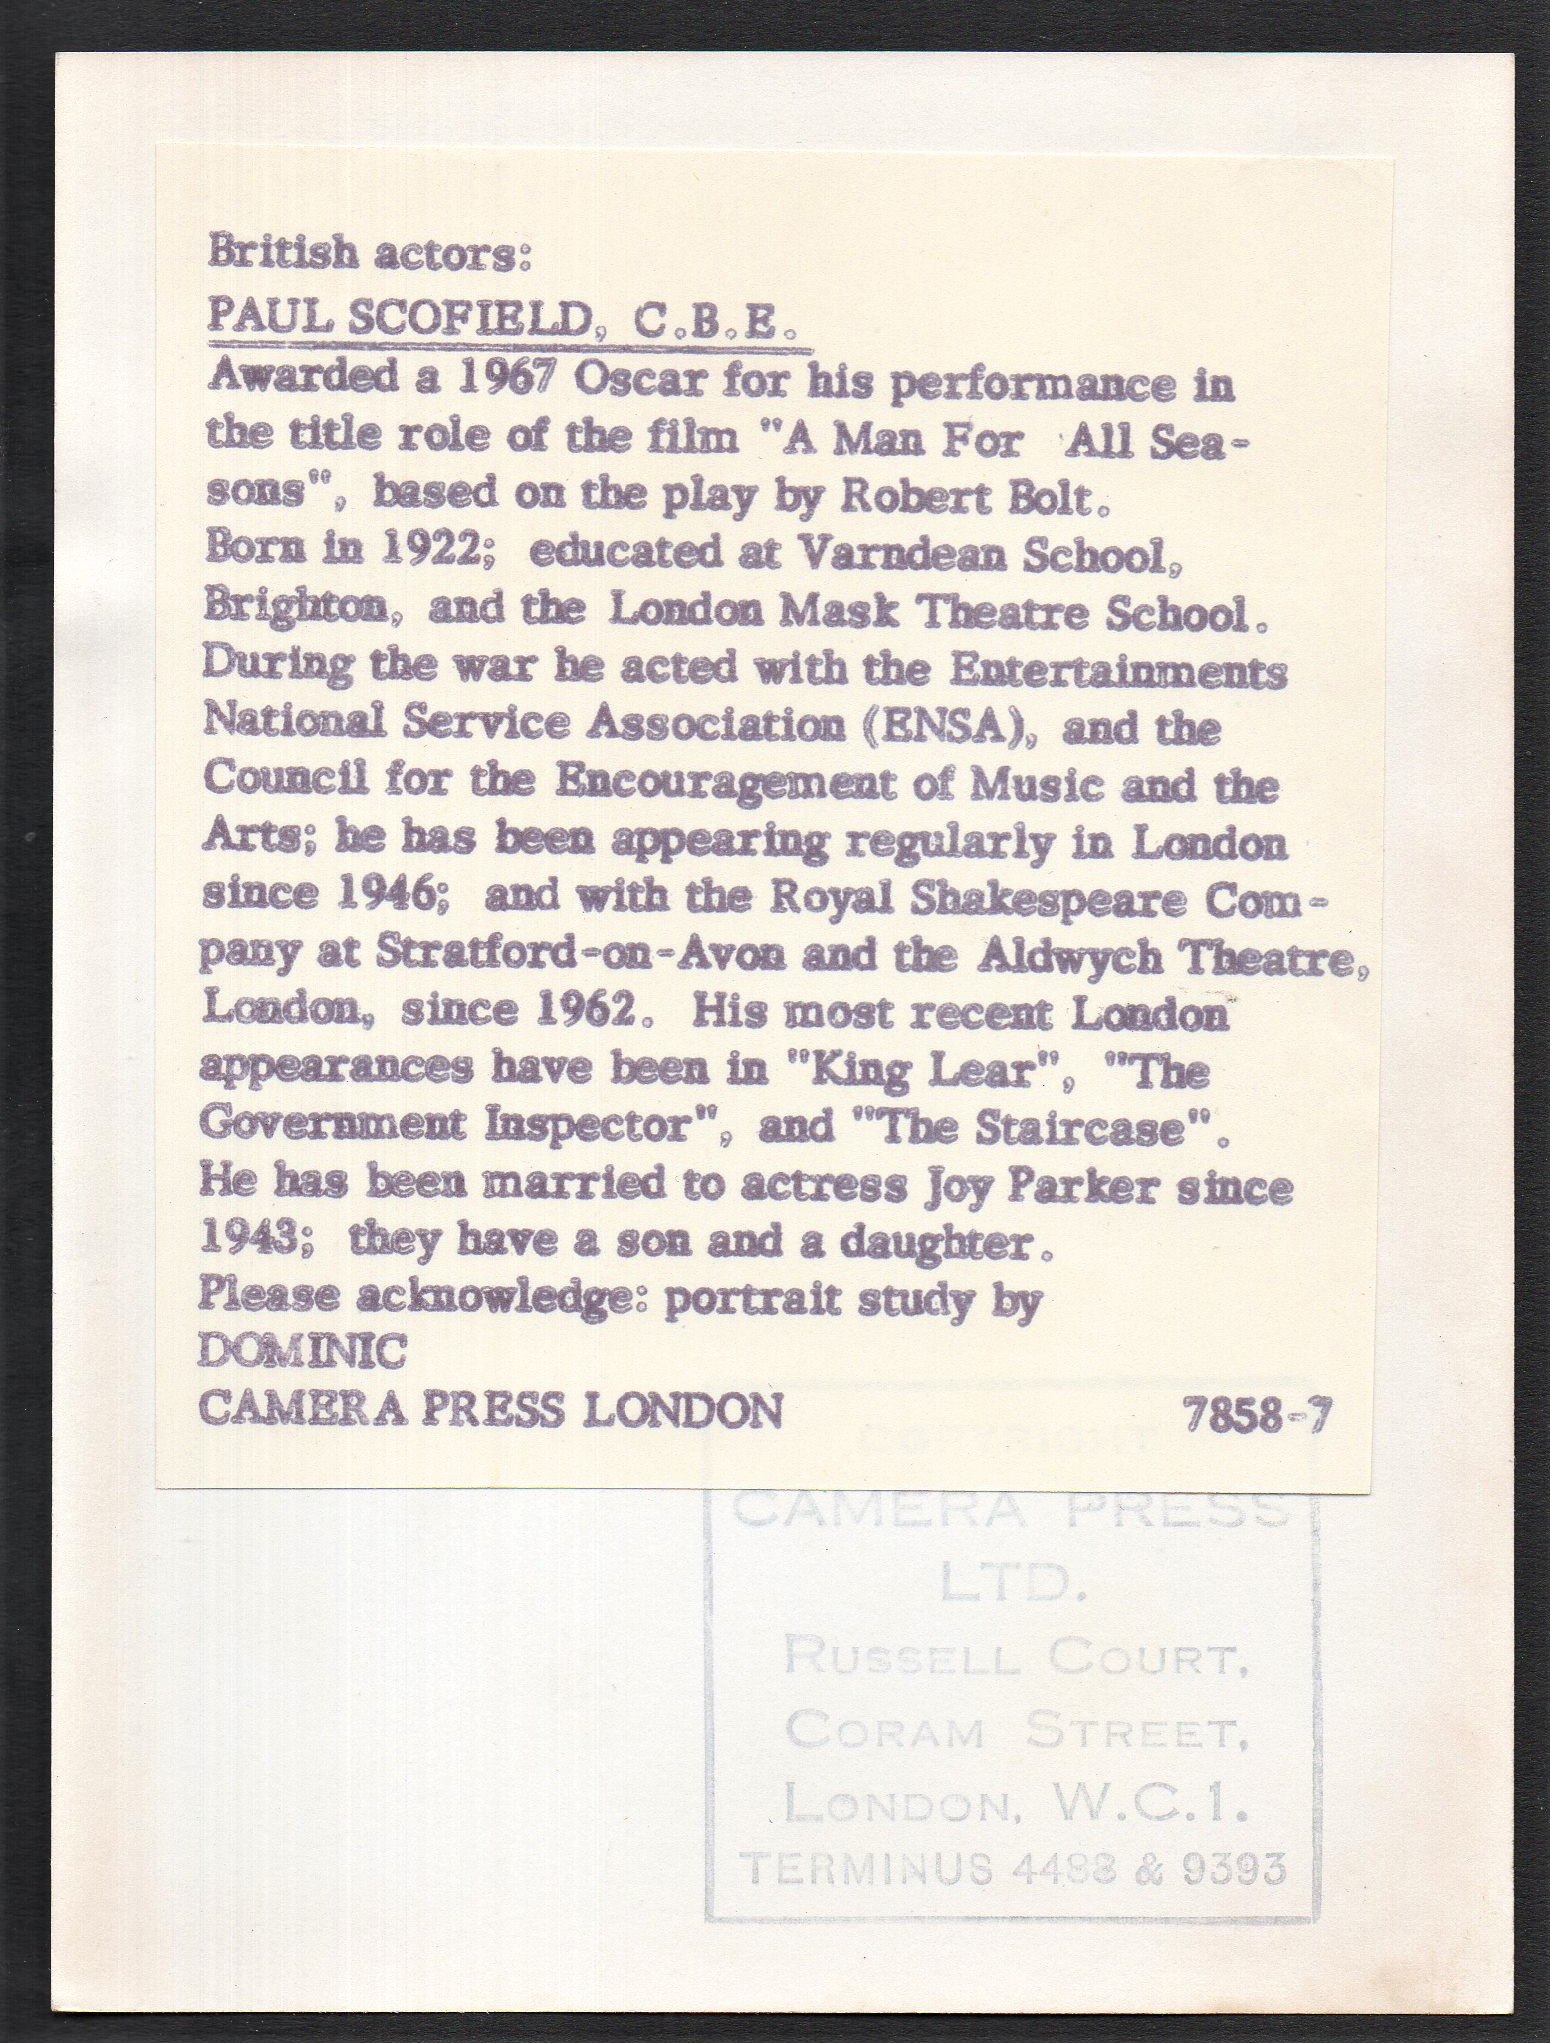 British actors:
PAUL SCOFIELD, C.B.E.
Awarded a 1967 Oscar for his performance in
the title role of the film "A Man For All Sea-
sons", based on the play by Robert Bolt.
Born in 1922; educated at Varndean School,
Brighton, and the London Mask Theatre School.
During the war he acted with the Entertainments
National Service Association (ENSA), and the
Council for the Encouragement of Music and the
Arts; he has been appearing regularly in London
since 1946; and with the Royal Shakespeare Com-
pany at Stratford-on-Avon and the Aldwych Theatre,
London, since 1962. His most recent London
appearances have been in "King Lear", "The
Government Inspector", and "The Staircase".
He has been married to actress Joy Parker since
1943; they have a son and a daughter.
Please acknowledge: portrait study by
DOMINIC
CAMERA PRESS LONDON 7858-7
CAMERA PRESS
LTD.
RUSSELL COURT,
CORAM STREET,
LONDON, W.C.1.
TERMINUS 4488 & 9393